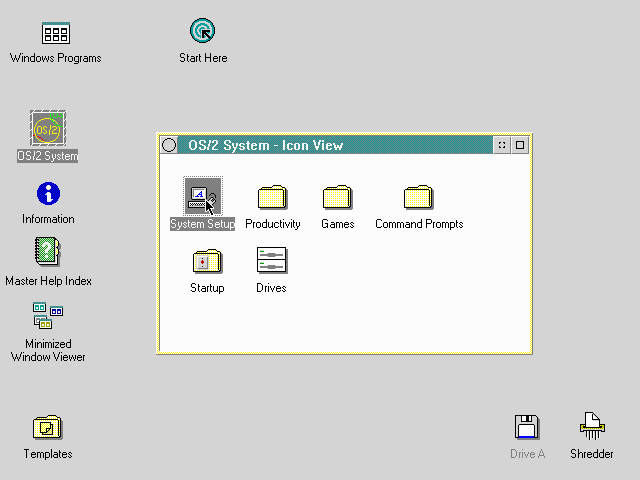 Windows Programs
Start Here
OS/2
OS/2 System
OS/2 System - Icon View
Information
System Setup
Productivity
Games
Command Prompts
Master Help Index
Startup
Drives
Minimized
Window Viewer
Templates
Drive A
Shredder